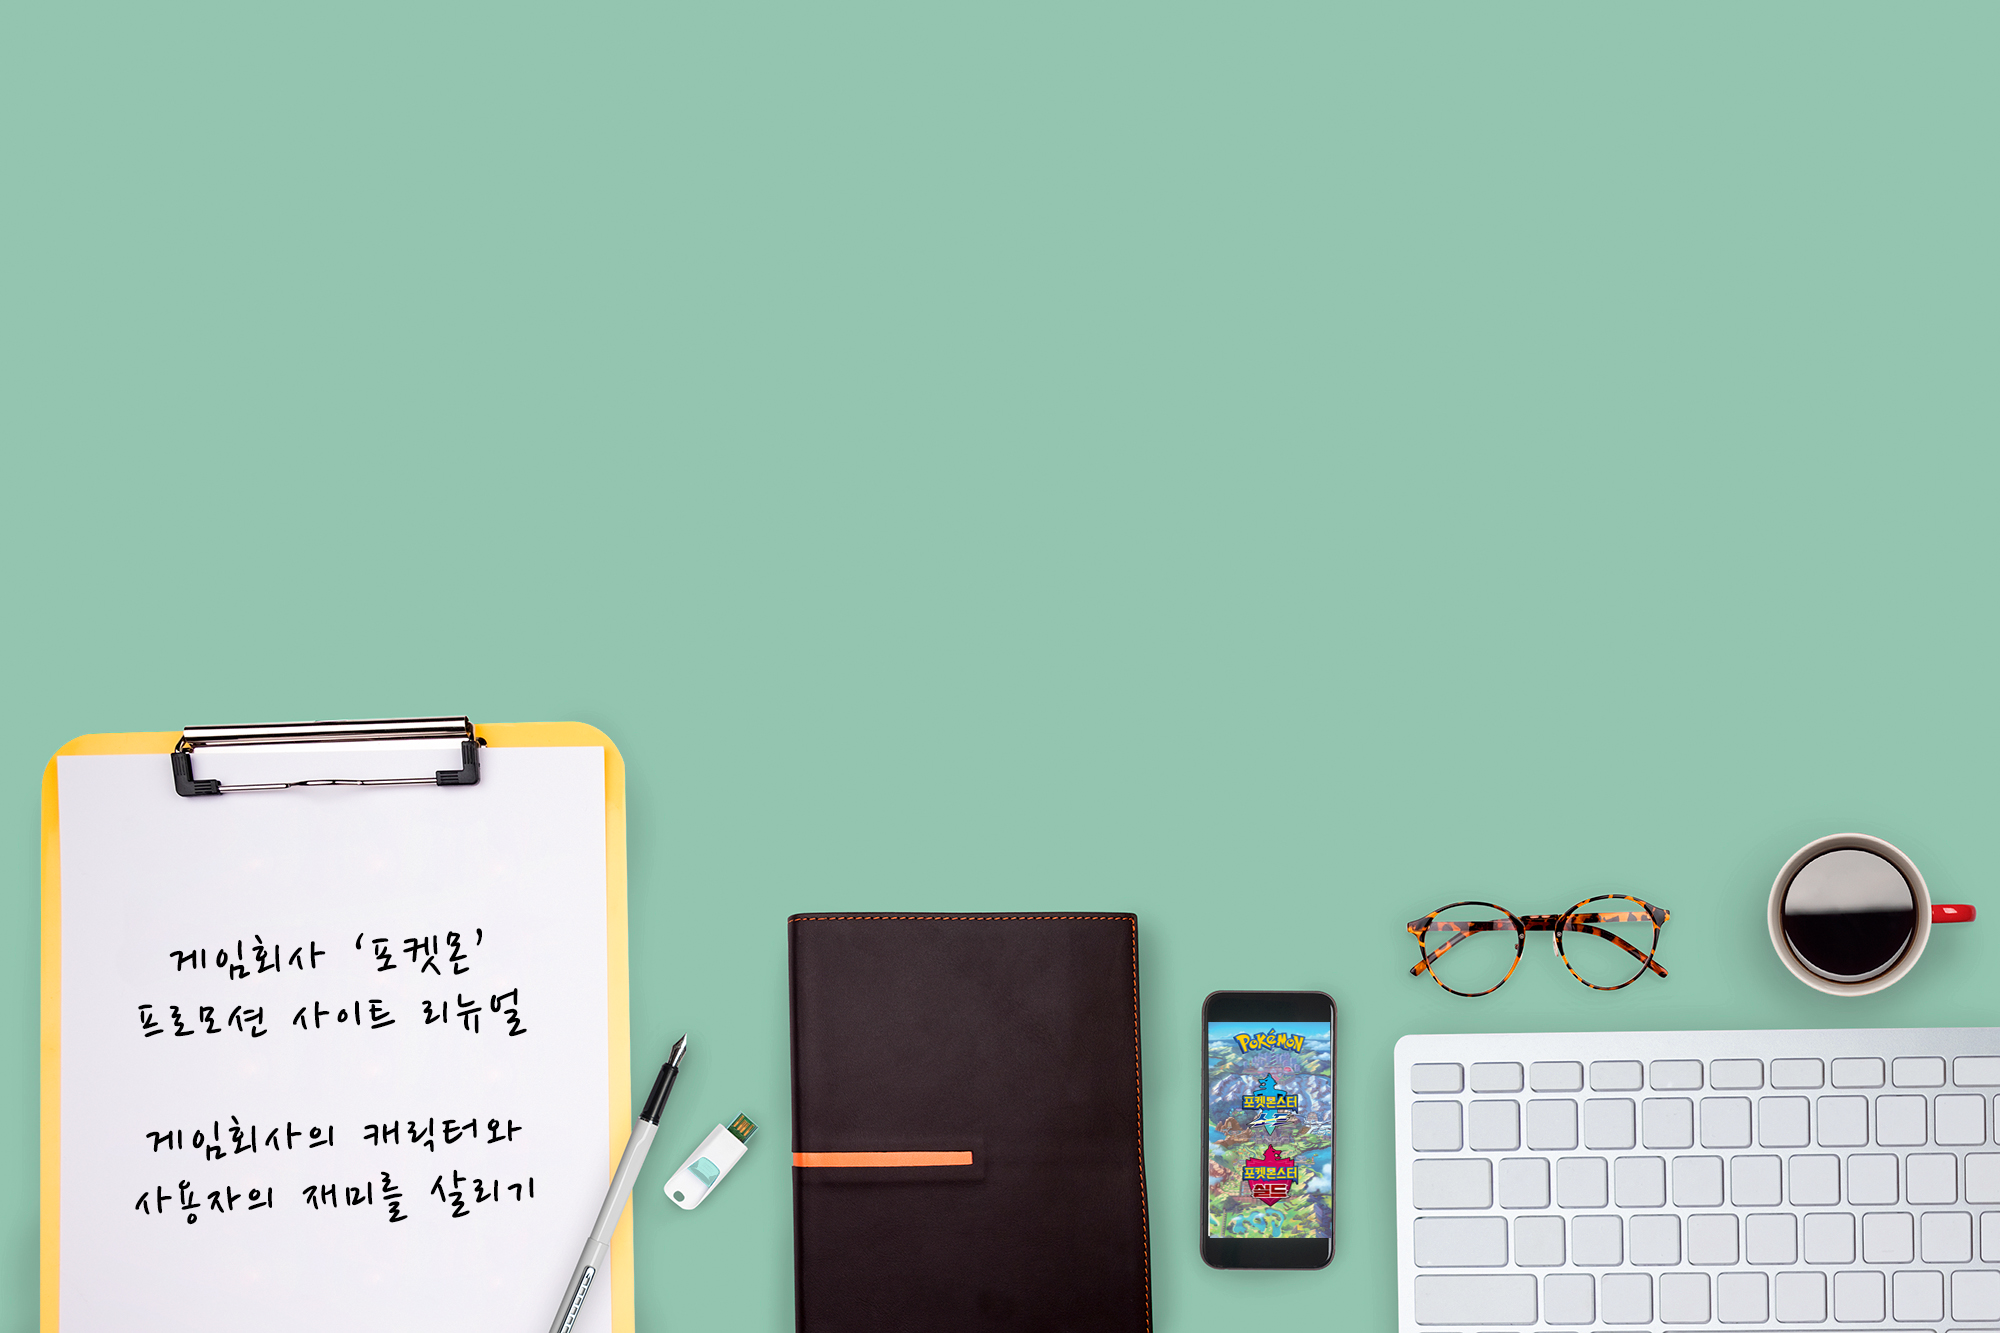 게임회사 ‘포켓몬’
프로모션 사이트 리뉴얼
게임회사의 캐릭터와
사용자의 재미를 살리기
POKÉMON
포켓몬스터
포켓몬스터
실드